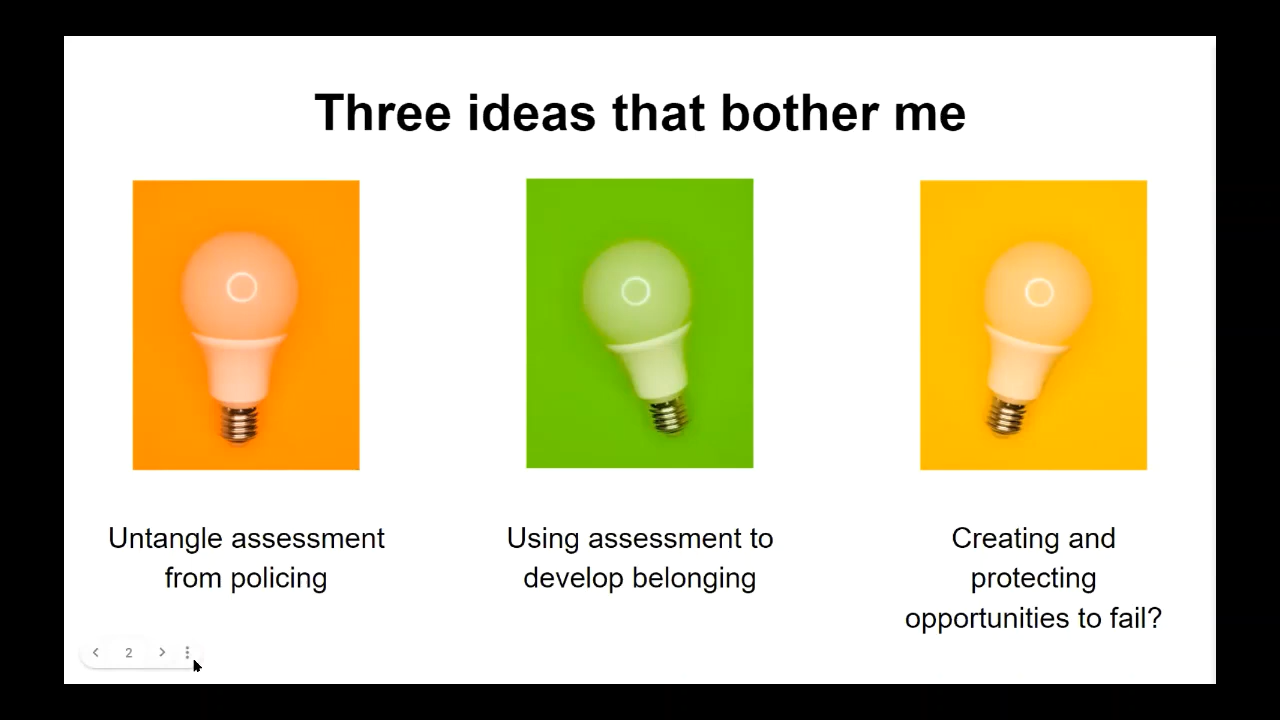 Three ideas that bother me
Untangle assessment
from policing
Using assessment to
develop belonging
Creating and
protecting
opportunities to fail?
2